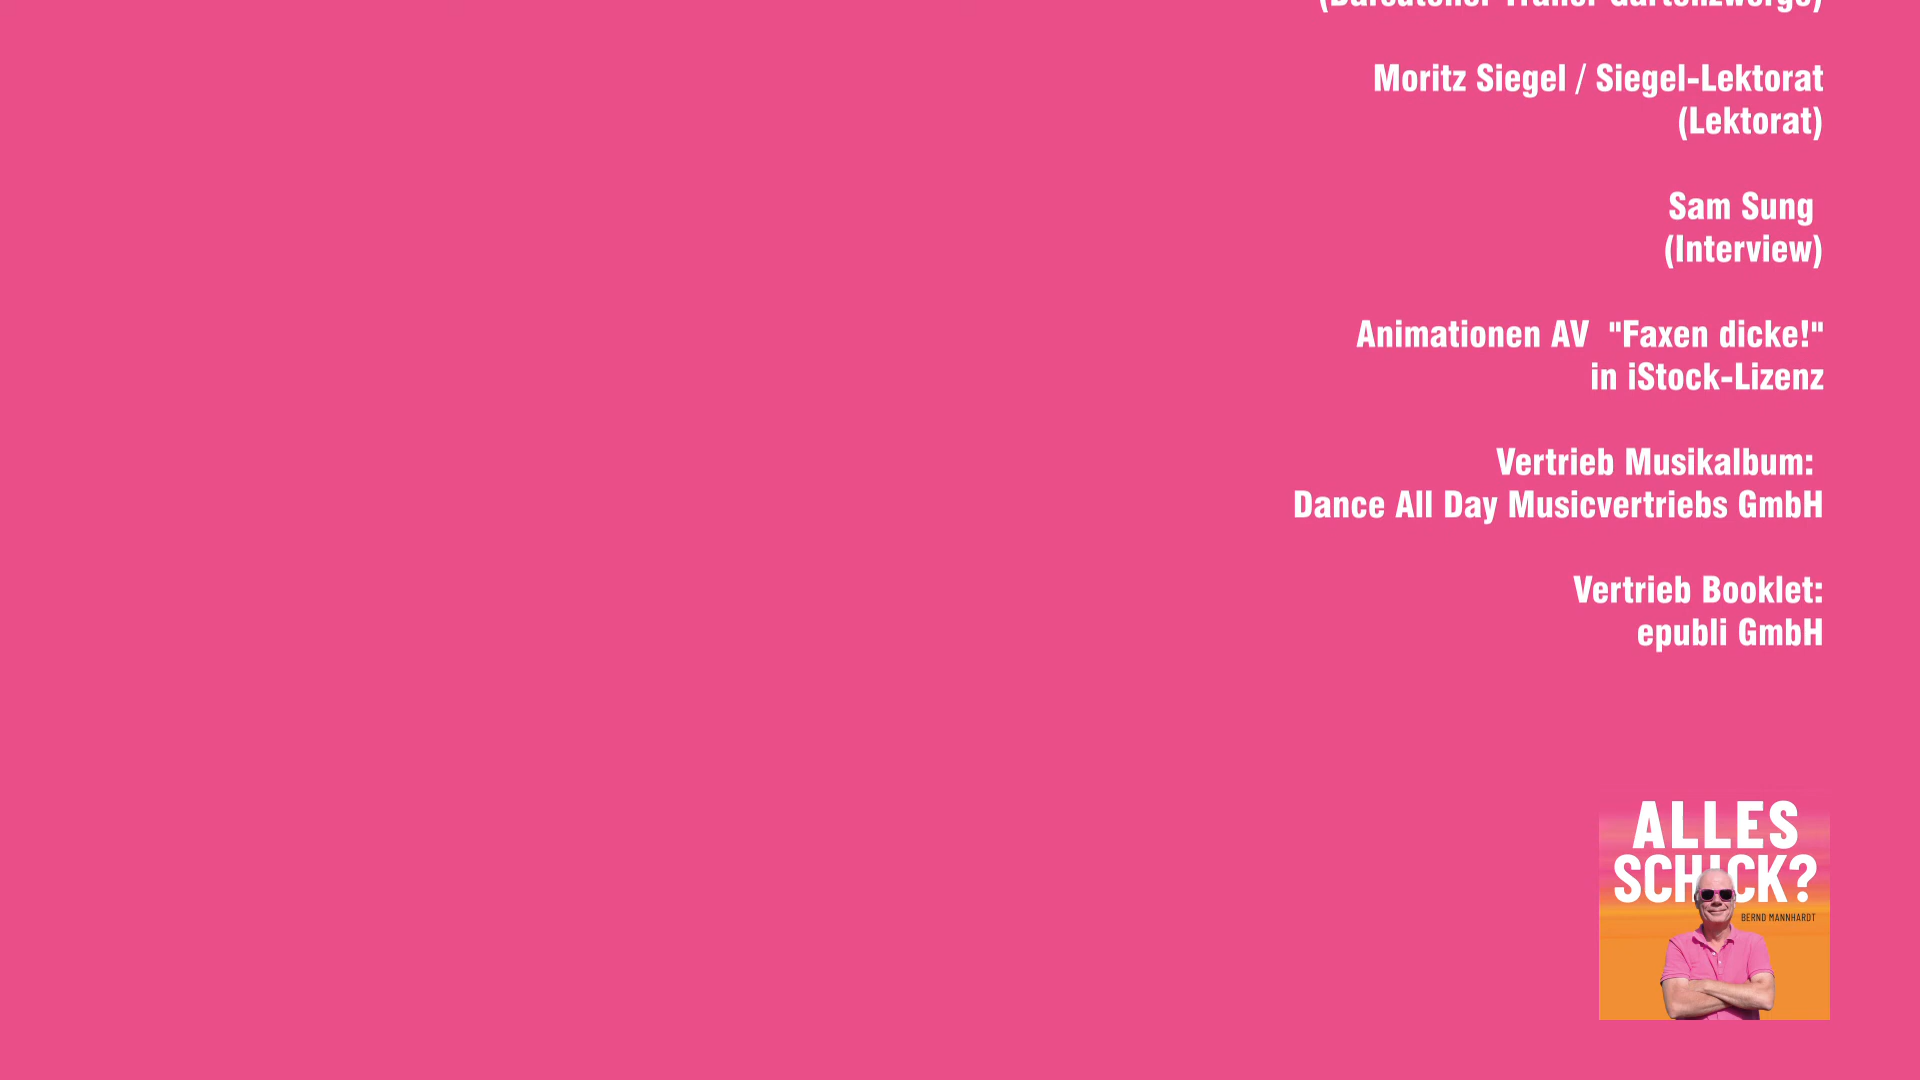 Moritz Siegel / Siegel-Lektorat
(Lektorat)
Sam Sung
(Interview)
Animationen AV "Faxen dicke!"
in iStock-Lizenz
Vertrieb Musikalbum:
Dance All Day Musicvertriebs GmbH
Vertrieb Booklet:
epubli GmbH
ALLES
SCHICK?
BERND MANNHARDT